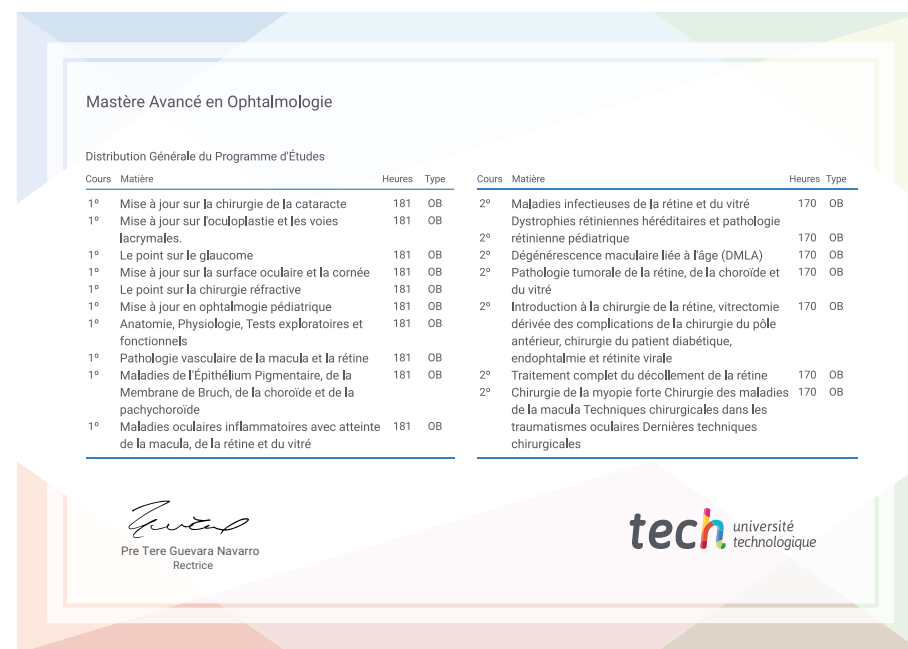 Mastère Avancé en Ophtalmologie
Distribution Générale du Programme d'Études
Cours Matière Heures Type
1º Mise à jour sur la chirurgie de la cataracte 181 OB
1º Mise à jour sur l'oculoplastie et les voies 181 OB
lacrymales.
1º Le point sur le glaucome 181 OB
1º Mise à jour sur la surface oculaire et la cornée 181 OB
1º Le point sur la chirurgie réfractive 181 OB
1º Mise à jour en ophtalmogie pédiatrique 181 OB
1º Anatomie, Physiologie, Tests exploratoires et 181 OB
fonctionnels
1º Pathologie vasculaire de la macula et la rétine 181 OB
1º Maladies de l'Épithélium Pigmentaire, de la 181 OB
Membrane de Bruch, de la choroïde et de la
pachychoroïde
1º Maladies oculaires inflammatoires avec atteinte 181 OB
de la macula, de la rétine et du vitré
Cours Matière Heures Type
2º Maladies infectieuses de la rétine et du vitré 170 OB
Dystrophies rétiniennes héréditaires et pathologie
2º rétinienne pédiatrique 170 OB
2º Dégénérescence maculaire liée à l'âge (DMLA) 170 OB
2º Pathologie tumorale de la rétine, de la choroïde et 170 OB
du vitré
2º Introduction à la chirurgie de la rétine, vitrectomie 170 OB
dérivée des complications de la chirurgie du pôle
antérieur, chirurgie du patient diabétique,
endophtalmie et rétinite virale
2º Traitement complet du décollement de la rétine 170 OB
2º Chirurgie de la myopie forte Chirurgie des maladies 170 OB
de la macula Techniques chirurgicales dans les
traumatismes oculaires Dernières techniques
chirurgicales
Pre Tere Guevara Navarro
Rectrice
tech université
technologique